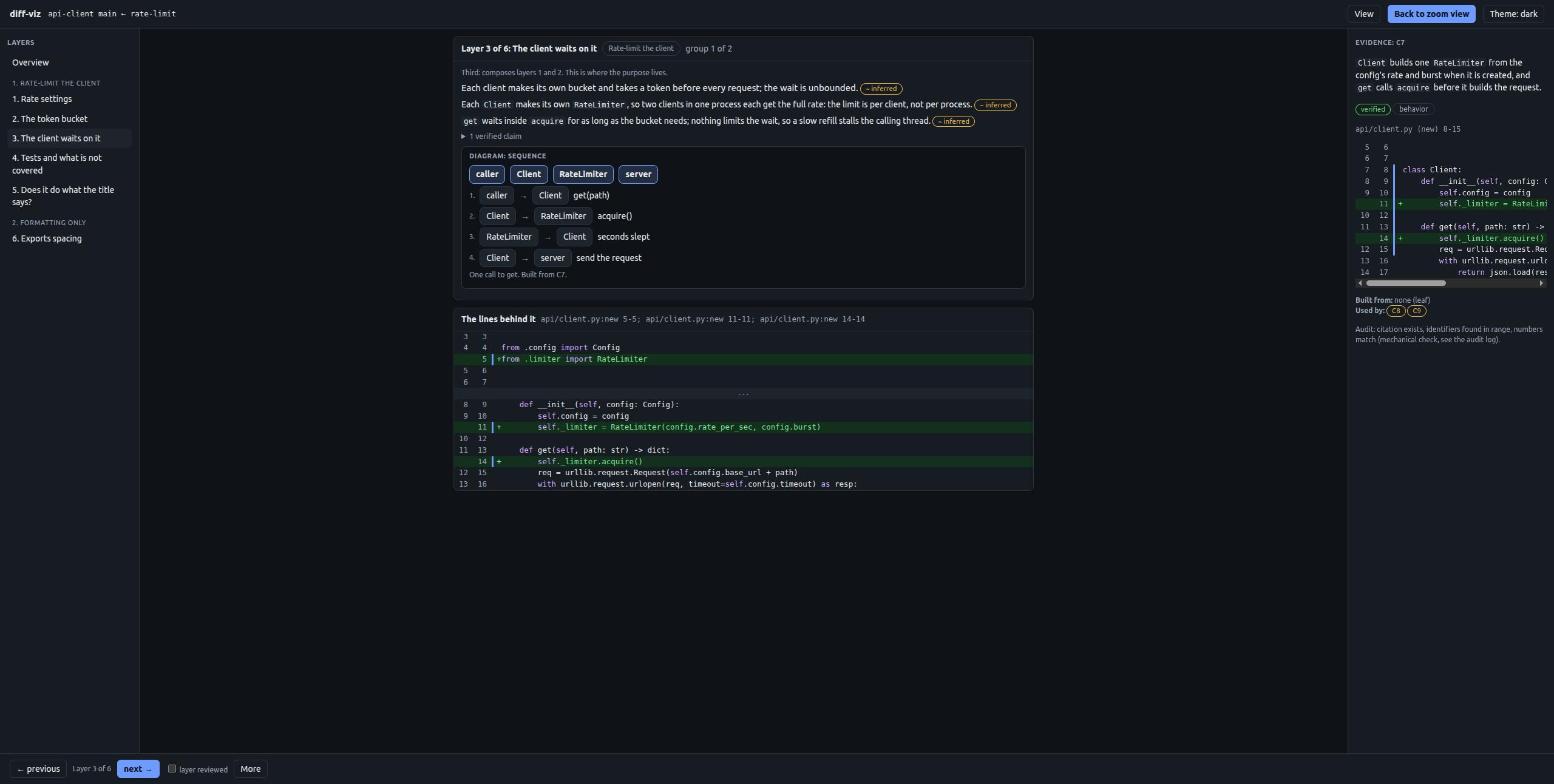 diff-viz api-client main ← rate-limit
View
Back to zoom view
Theme: dark
LAYERS
Overview
1. RATE-LIMIT THE CLIENT
1. Rate settings
2. The token bucket
3. The client waits on it
4. Tests and what is not
covered
5. Does it do what the title
says?
2. FORMATTING ONLY
6. Exports spacing
Layer 3 of 6: The client waits on it Rate-limit the client group 1 of 2
Third: composes layers 1 and 2. This is where the purpose lives.
Each client makes its own bucket and takes a token before every request; the wait is unbounded. ~ inferred
Each Client makes its own RateLimiter, so two clients in one process each get the full rate: the limit is per client, not per process. ~ inferred
get waits inside acquire for as long as the bucket needs; nothing limits the wait, so a slow refill stalls the calling thread. ~ inferred
▶ 1 verified claim
DIAGRAM: SEQUENCE
caller Client RateLimiter server
1. caller → Client get(path)
2. Client → RateLimiter acquire()
3. RateLimiter → Client seconds slept
4. Client → server send the request
One call to get. Built from C7.
The lines behind it api/client.py:new 5-5; api/client.py:new 11-11; api/client.py:new 14-14
3 3
4 4 from .config import Config
5 +from .limiter import RateLimiter
5 6
6 7
...
8 9 def __init__(self, config: Config):
9 10 self.config = config
11 + self._limiter = RateLimiter(config.rate_per_sec, config.burst)
10 12
11 13 def get(self, path: str) -> dict:
14 + self._limiter.acquire()
12 15 req = urllib.request.Request(self.config.base_url + path)
13 16 with urllib.request.urlopen(req, timeout=self.config.timeout) as resp:
EVIDENCE: C7
Client builds one RateLimiter from the
config's rate and burst when it is created, and
get calls acquire before it builds the request.
verified behavior
api/client.py (new) 8-15
5 6
6 7
7 8 class Client:
8 9 def __init__(self, config: C
9 10 self.config = config
11 + self._limiter = RateLimi
10 12
11 13 def get(self, path: str) ->
14 + self._limiter.acquire()
12 15 req = urllib.request.Req
13 16 with urllib.request.urlo
14 17 return json.load(res
Built from: none (leaf)
Used by: C8 C9
Audit: citation exists, identifiers found in range, numbers
match (mechanical check, see the audit log).
← previous Layer 3 of 6 next → layer reviewed More